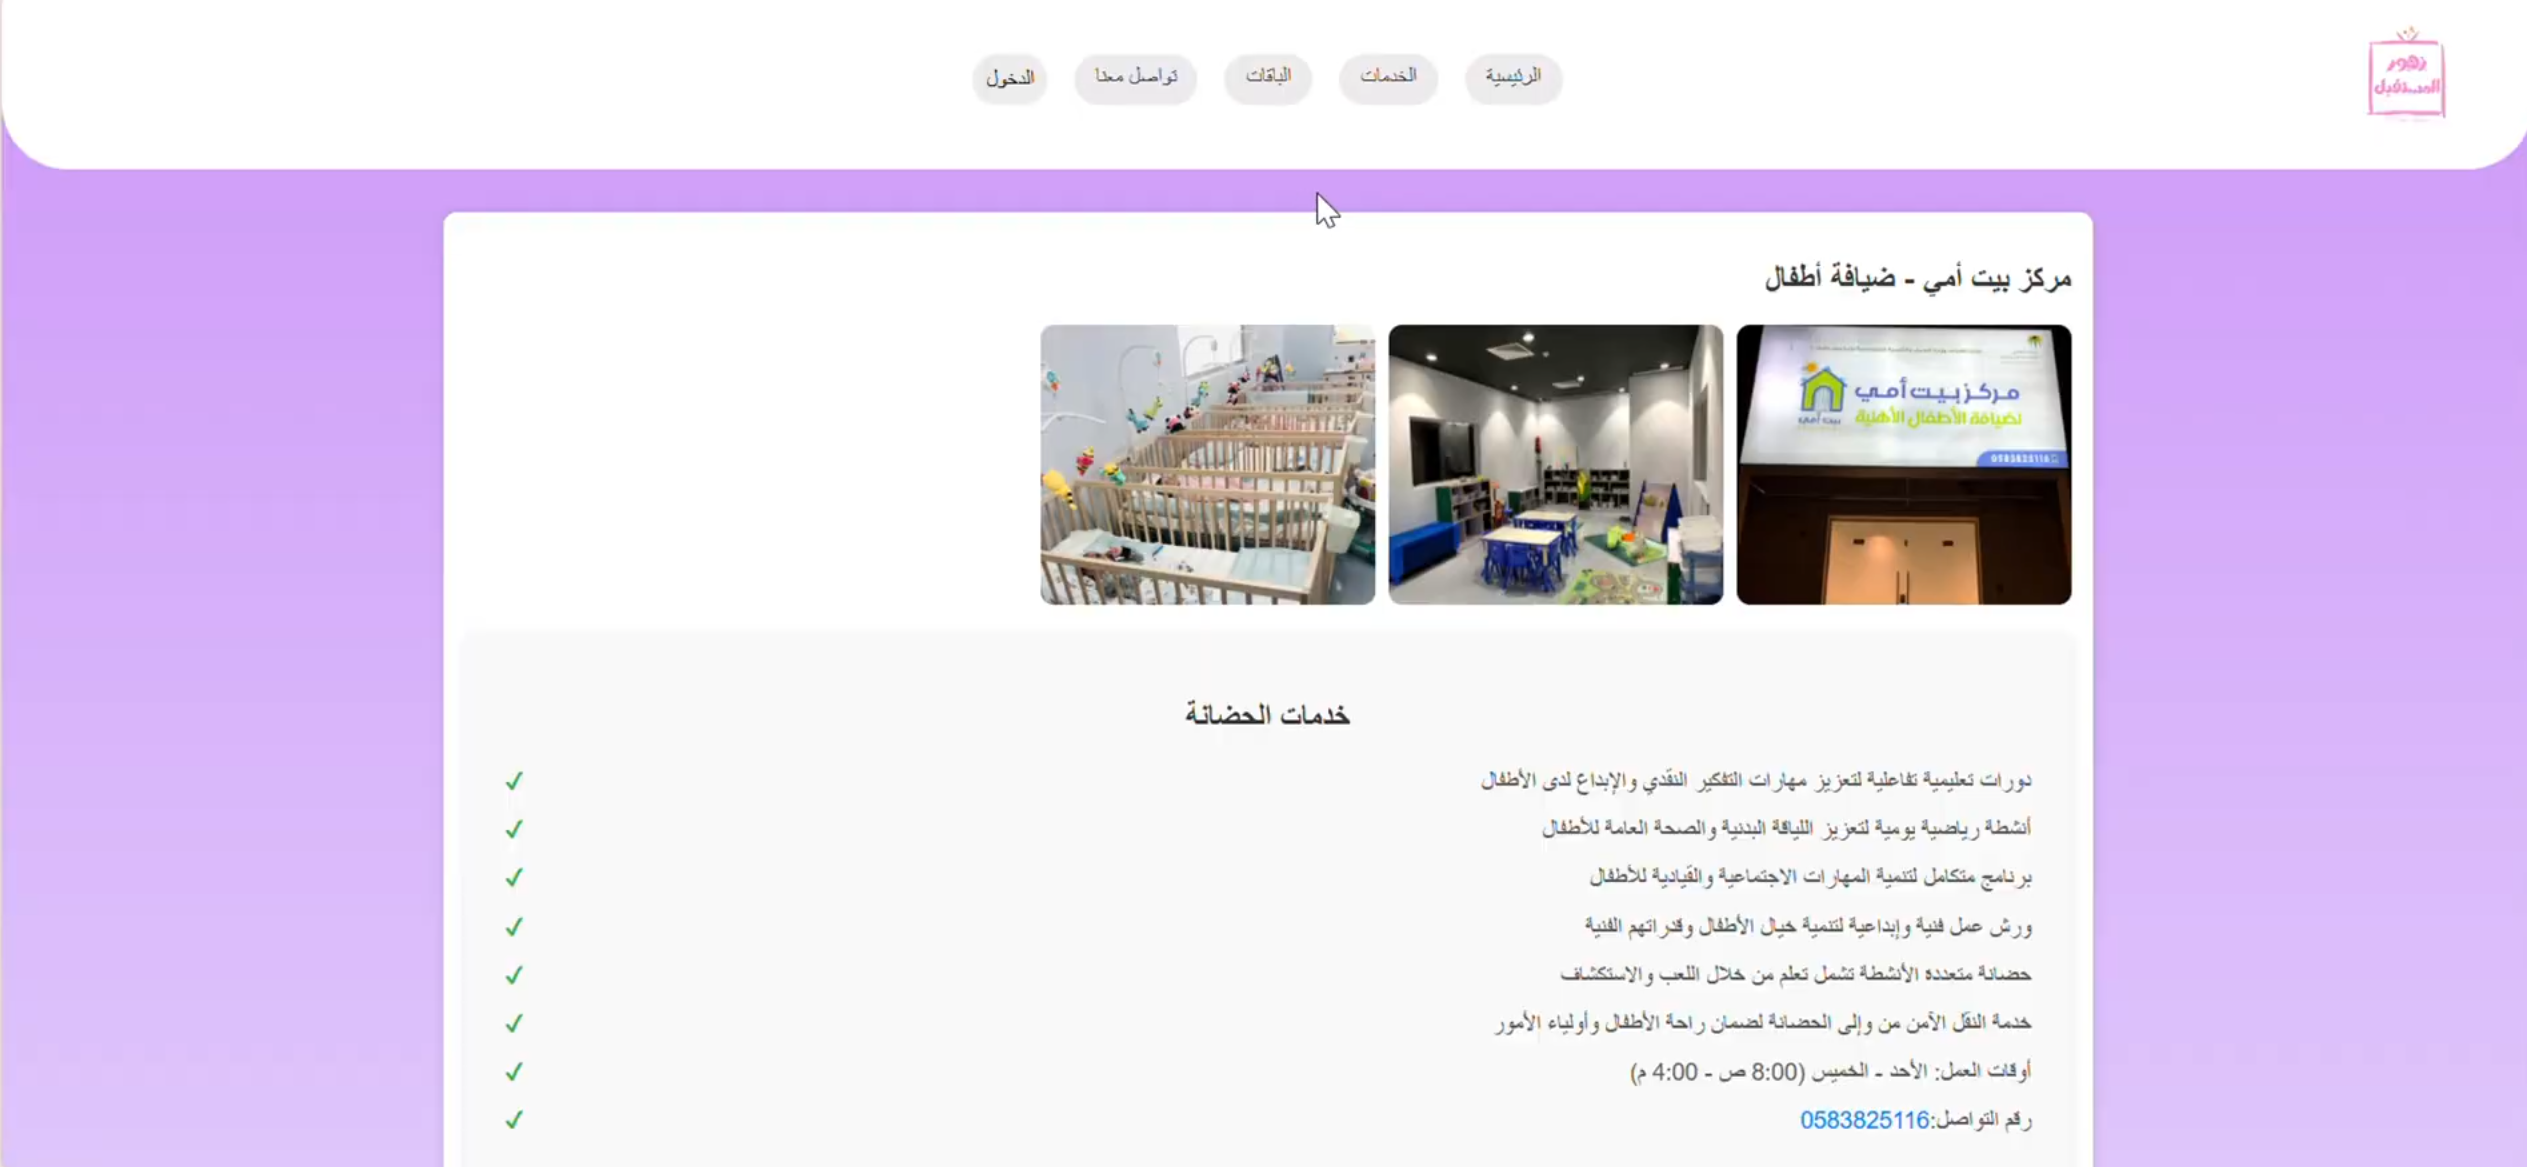 زهور
المستقبل
الرئيسية
الخدمات
الباقات
تواصل معنا
الدخول
مركز بيت أمي - ضيافة أطفال
مركز بيت أمي
لضيافة الأطفال الأهلية
بيت أمي
0583825116
خدمات الحضانة
دورات تعليمية تفاعلية لتعزيز مهارات التفكير النقدي والإبداع لدى الأطفال
أنشطة رياضية يومية لتعزيز اللياقة البدنية والصحة العامة للأطفال
برنامج متكامل لتنمية المهارات الاجتماعية والقيادية للأطفال
ورش عمل فنية وإبداعية لتنمية خيال الأطفال وقدراتهم الفنية
حضانة متعددة الأنشطة تشمل تعلم من خلال اللعب والاستكشاف
خدمة النقل الآمن من وإلى الحضانة لضمان راحة الأطفال وأولياء الأمور
أوقات العمل: الأحد - الخميس (8:00 ص - 4:00 م)
رقم التواصل:0583825116